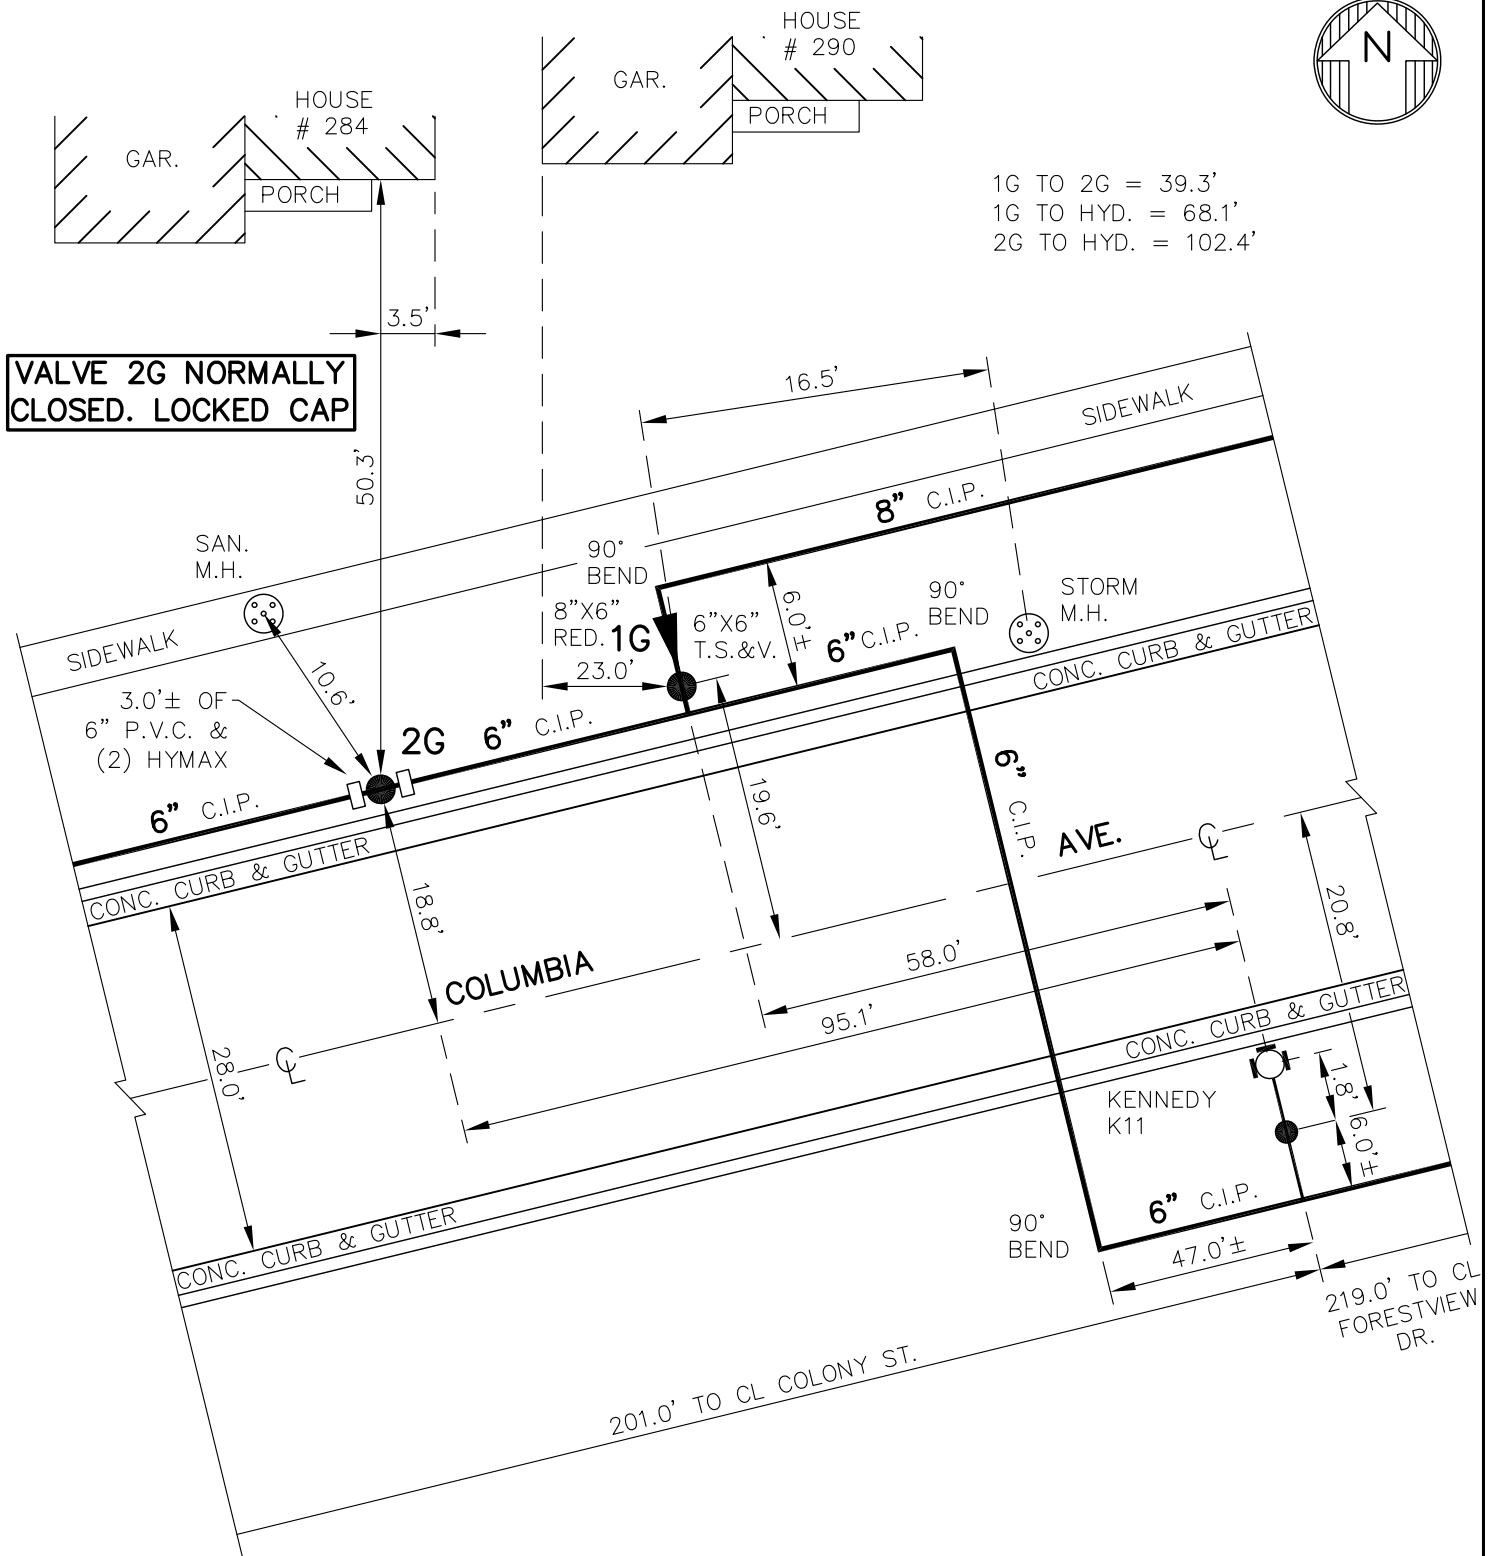 HOUSE
# 290
GAR.
PORCH
N
HOUSE
# 284
GAR.
PORCH
1G TO 2G = 39.3'
1G TO HYD. = 68.1'
2G TO HYD. = 102.4'
3.5'
VALVE 2G NORMALLY
CLOSED. LOCKED CAP
16.5'
SIDEWALK
50.3'
8" C.I.P.
SAN.
M.H.
90°
BEND
6.0'±
90°
BEND
STORM
M.H.
8"X6"
RED.
1G
6"X6"
T.S.&V.
6" C.I.P.
CONC. CURB & GUTTER
SIDEWALK
10.6'
23.0'
3.0'± OF
6" P.V.C. &
(2) HYMAX
2G
6" C.I.P.
6" C.I.P.
19.6'
6" C.I.P.
AVE.
CL
CONC. CURB & GUTTER
18.8'
20.8'
58.0'
COLUMBIA
95.1'
CONC. CURB & GUTTER
CL
28.0'
KENNEDY
K11
1.8'
6.0'±
6" C.I.P.
90°
BEND
CONC. CURB & GUTTER
47.0'±
219.0' TO CL
FORESTVIEW
DR.
201.0' TO CL COLONY ST.